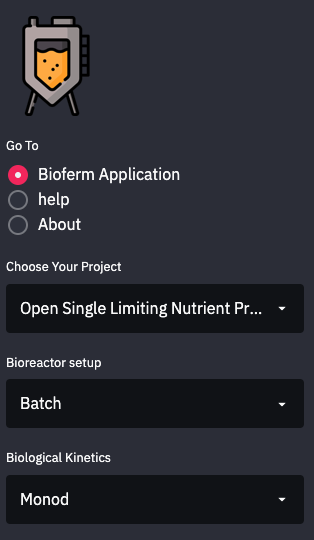 Go To
Bioferm Application
help
About
Choose Your Project
Open Single Limiting Nutrient Pr...
Bioreactor setup
Batch
Biological Kinetics
Monod